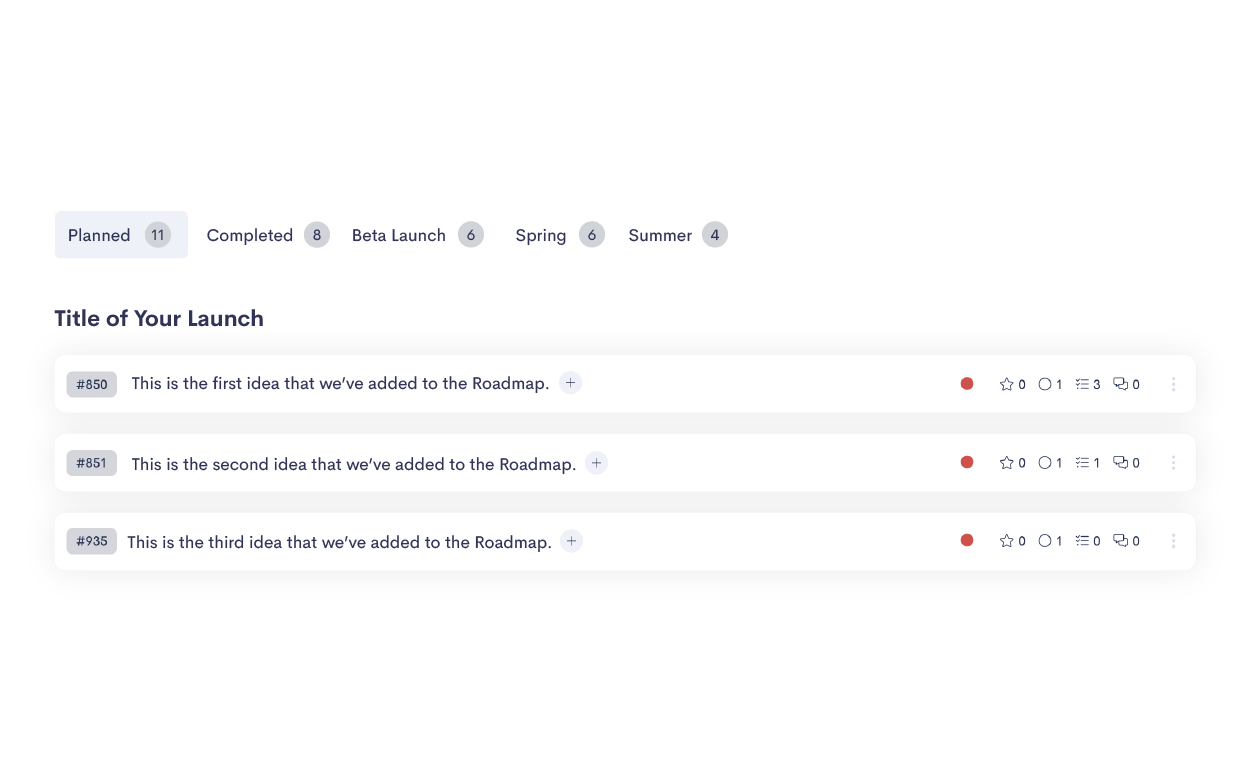 Planned 11 Completed 8 Beta Launch 6 Spring 6 Summer 4
Title of Your Launch
#850 This is the first idea that we’ve added to the Roadmap. + 0 1 3 0
#851 This is the second idea that we’ve added to the Roadmap. + 0 1 1 0
#935 This is the third idea that we’ve added to the Roadmap. + 0 1 0 0